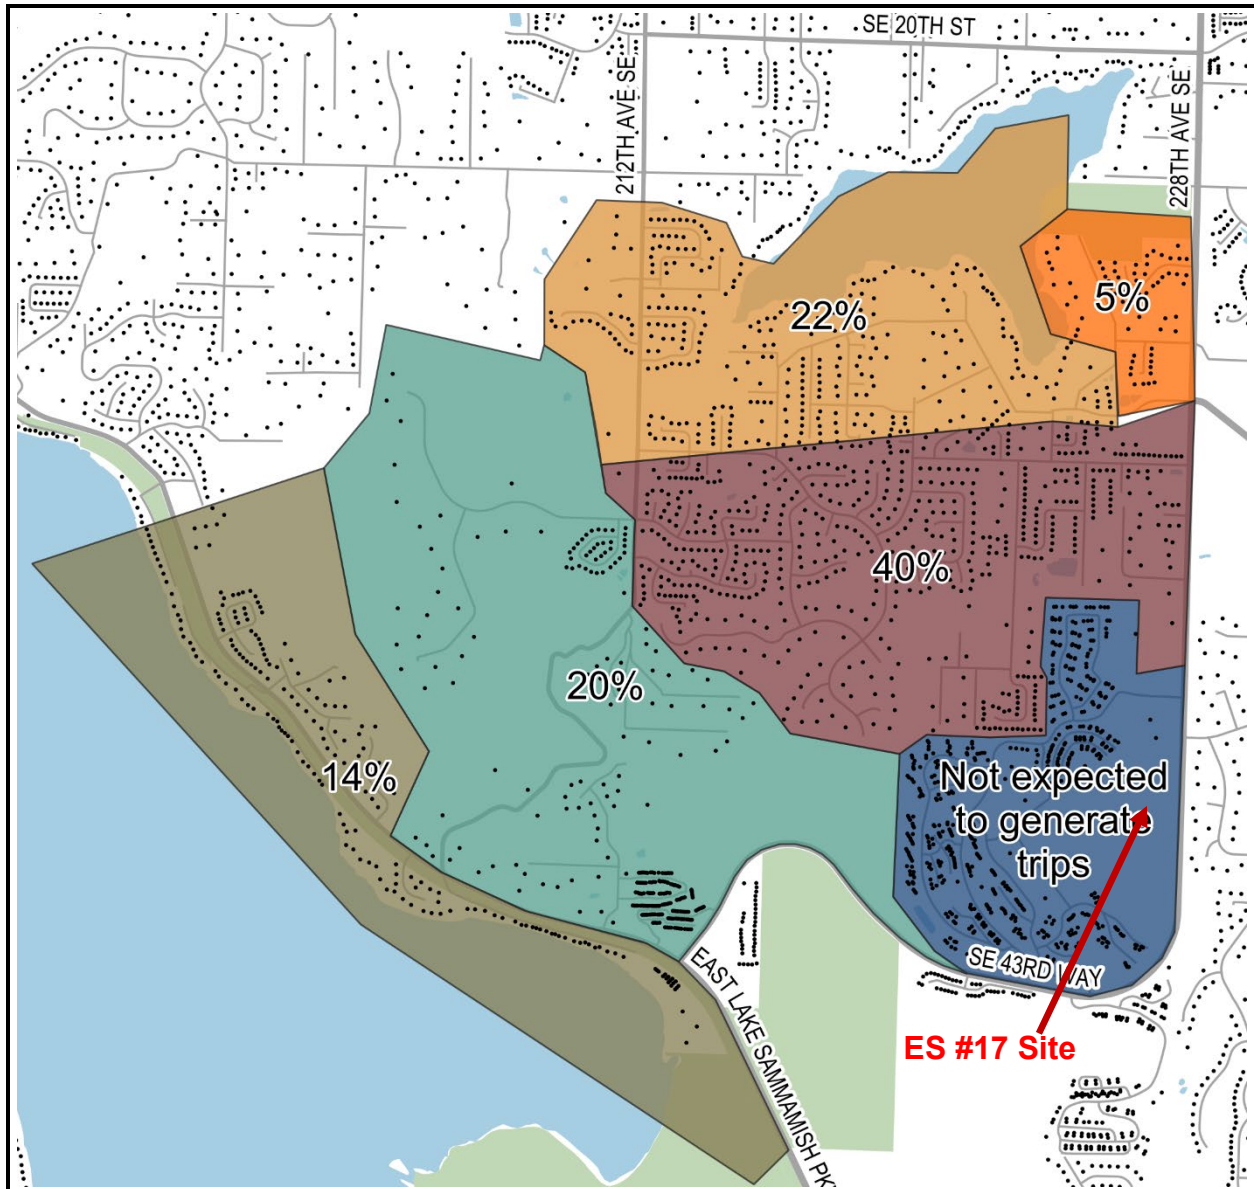 SE 20TH ST
212TH AVE SE
228TH AVE SE
5%
22%
40%
20%
14%
Not expected
to generate
trips
SE 43RD WAY
EAST LAKE SAMMAMISH PK
ES #17 Site